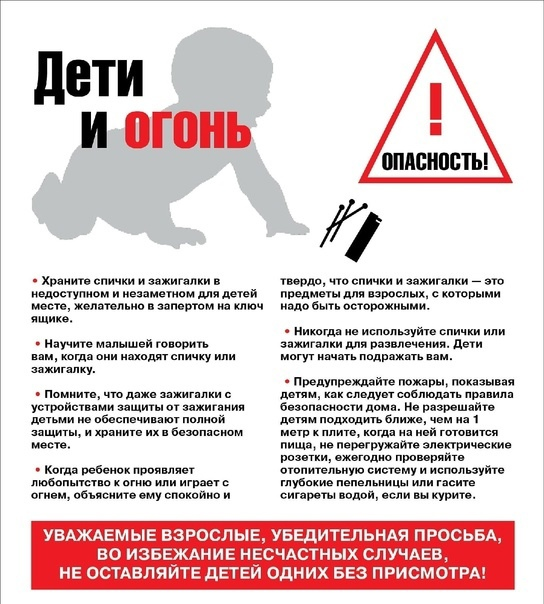 Дети
и огонь
!
ОПАСНОСТЬ!
• Храните спички и зажигалки в
недоступном и незаметном для детей
месте, желательно в запертом на ключ
ящике.
• Научите малышей говорить
вам, когда они находят спичку или
зажигалку.
• Помните, что даже зажигалки с
устройствами защиты от зажигания
детьми не обеспечивают полной
защиты, и храните их в безопасном
месте.
• Когда ребенок проявляет
любопытство к огню или играет с
огнем, объясните ему спокойно и
твердо, что спички и зажигалки — это
предметы для взрослых, с которыми
надо быть осторожными.
• Никогда не используйте спички или
зажигалки для развлечения. Дети
могут начать подражать вам.
• Предупреждайте пожары, показывая
детям, как следует соблюдать правила
безопасности дома. Не разрешайте
детям подходить ближе, чем на 1
метр к плите, когда на ней готовится
пища, не перегружайте электрические
розетки, ежегодно проверяйте
отопительную систему и используйте
глубокие пепельницы или гасите
сигареты водой, если вы курите.
УВАЖАЕМЫЕ ВЗРОСЛЫЕ, УБЕДИТЕЛЬНАЯ ПРОСЬБА,
ВО ИЗБЕЖАНИЕ НЕСЧАСТНЫХ СЛУЧАЕВ,
НЕ ОСТАВЛЯЙТЕ ДЕТЕЙ ОДНИХ БЕЗ ПРИСМОТРА!